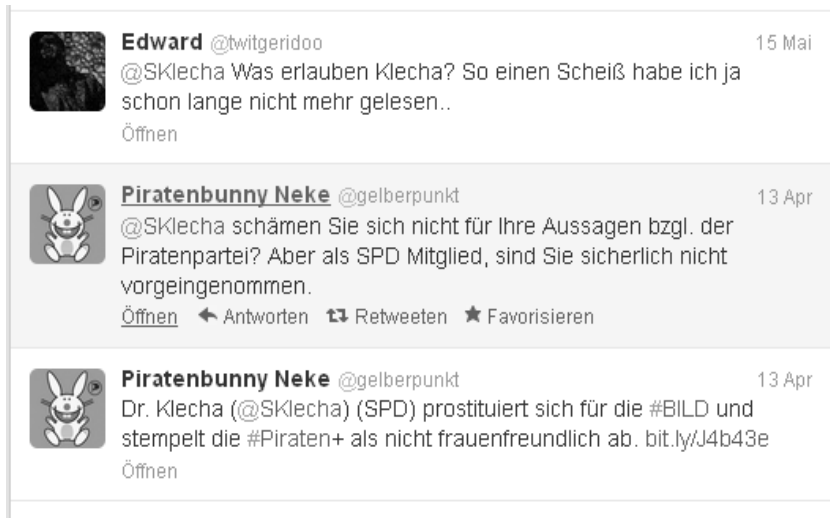 Edward @twitgeridoo 15 Mai
@SKlecha Was erlauben Klecha? So einen Scheiß habe ich ja
schon lange nicht mehr gelesen..
Öffnen
Piratenbunny Neke @gelberpunkt 13 Apr
@SKlecha schämen Sie sich nicht für Ihre Aussagen bzgl. der
Piratenpartei? Aber als SPD Mitglied, sind Sie sicherlich nicht
vorgeingenommen.
Öffnen Antworten Retweeten Favorisieren
Piratenbunny Neke @gelberpunkt 13 Apr
Dr. Klecha (@SKlecha) (SPD) prostituiert sich für die #BILD und
stempelt die #Piraten+ als nicht frauenfreundlich ab. bit.ly/J4b43e
Öffnen